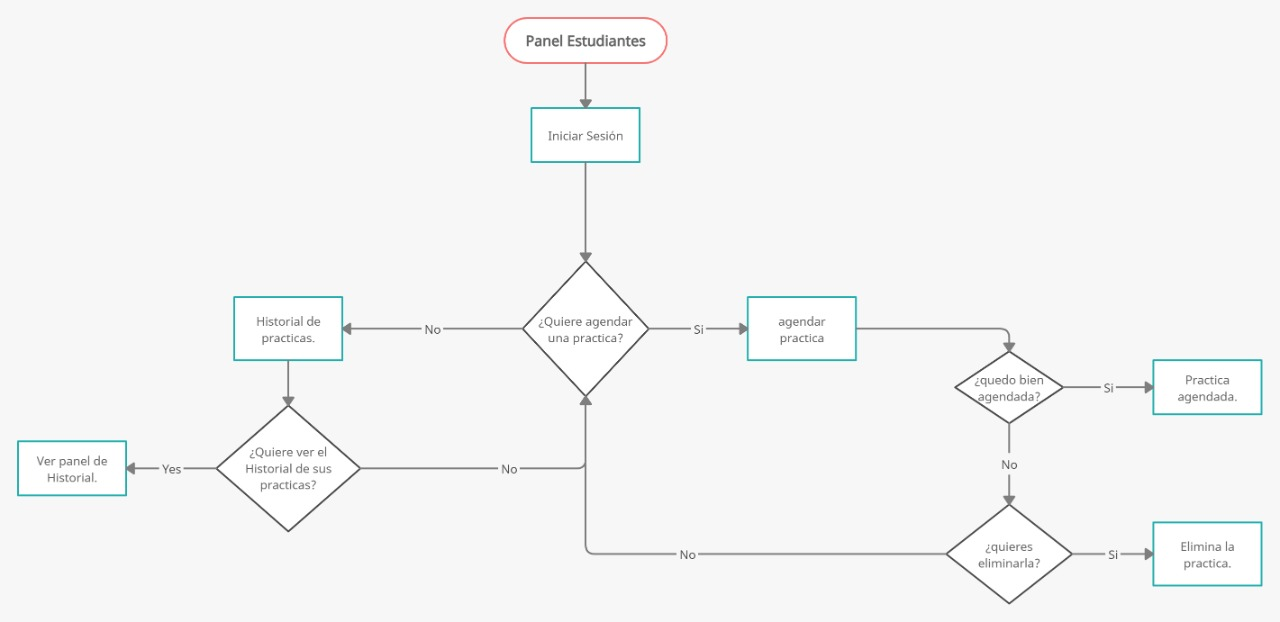 Panel Estudiantes
Iniciar Sesión
Historial de
practicas.
No
¿Quiere agendar
una practica?
Si
agendar
practica
¿quedo bien
agendada?
Si
Practica
agendada.
Ver panel de
Historial.
Yes
¿Quiere ver el
Historial de sus
practicas?
No
No
No
¿quieres
eliminarla?
Si
Elimina la
practica.